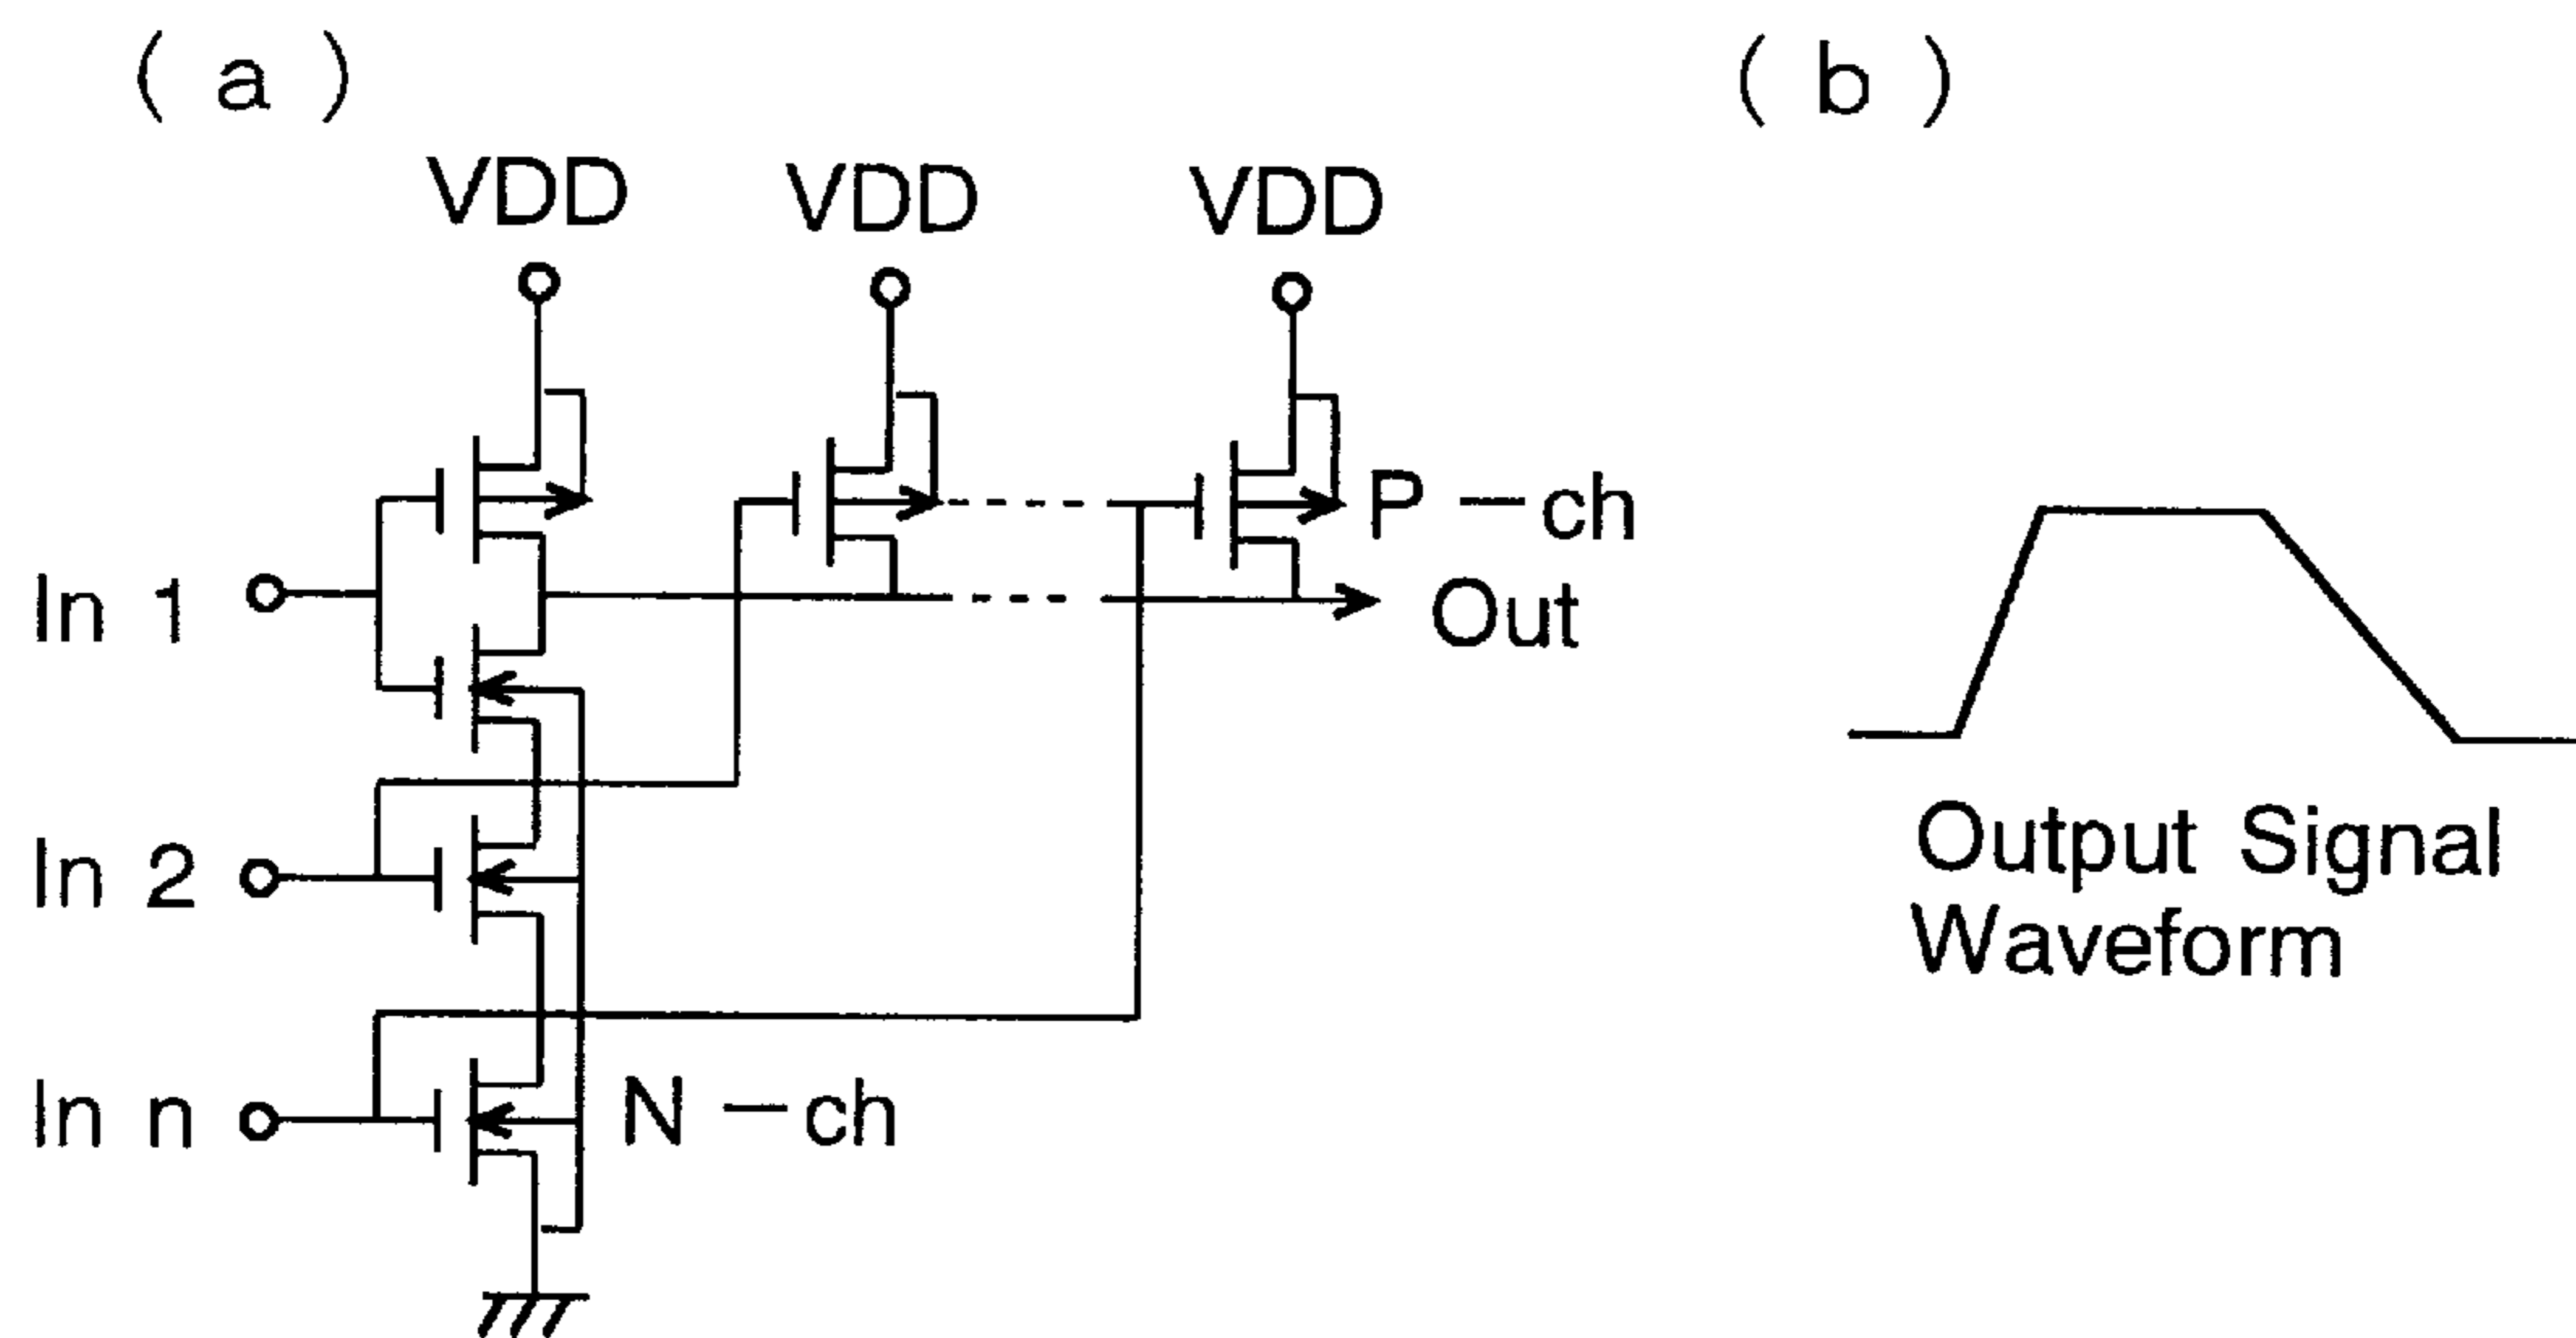 ( a )
( b )
VDD VDD VDD
P-ch
In 1
Out
In 2
Output Signal
Waveform
In n
N-ch